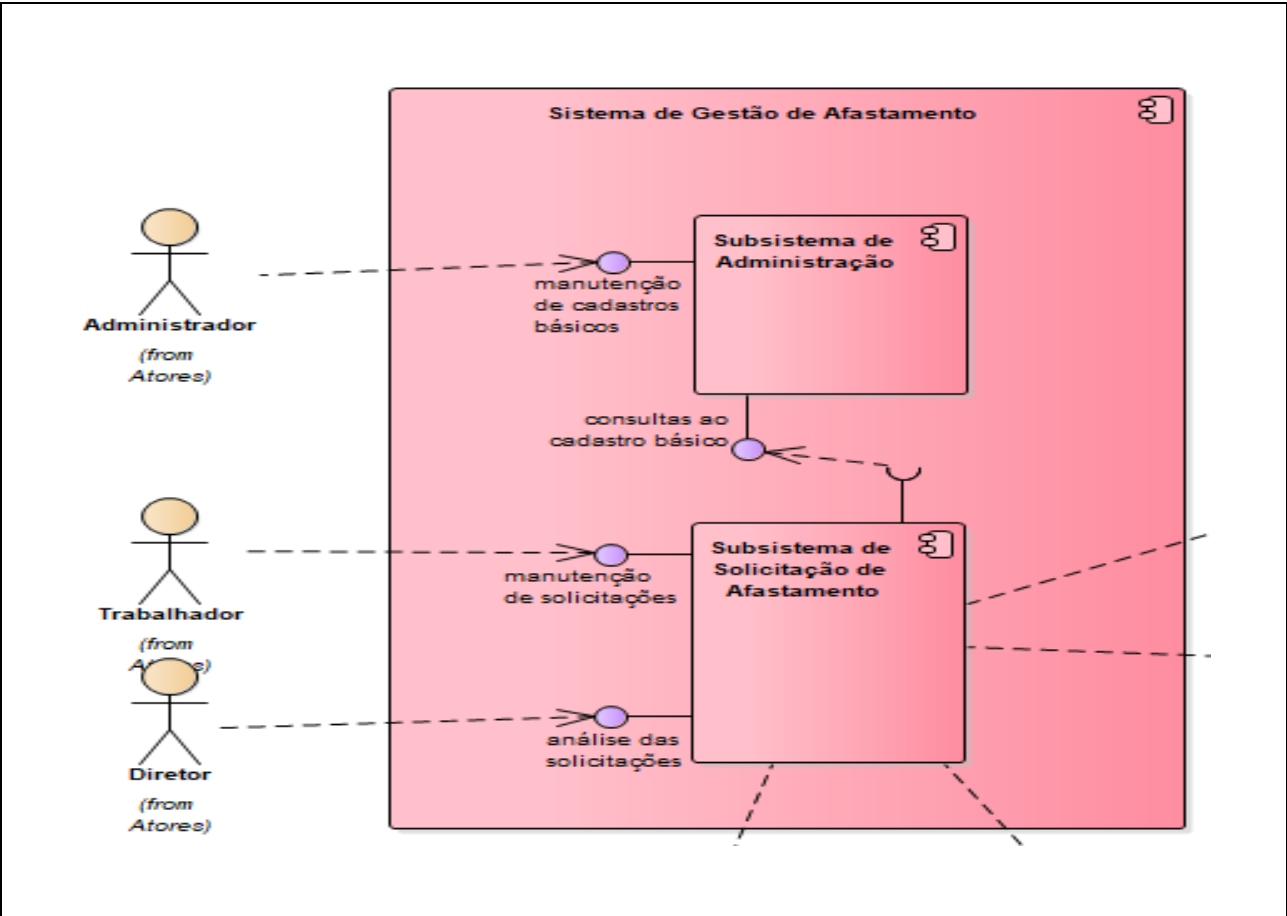 Sistema de Gestão de Afastamento
Subsistema de
Administração
manutenção
de cadastros
básicos
Administrador
(from
Atores)
consultas ao
cadastro básico
Subsistema de
Solicitação de
Afastamento
manutenção
de solicitações
Trabalhador
(from
Atores)
análise das
solicitações
Diretor
(from
Atores)